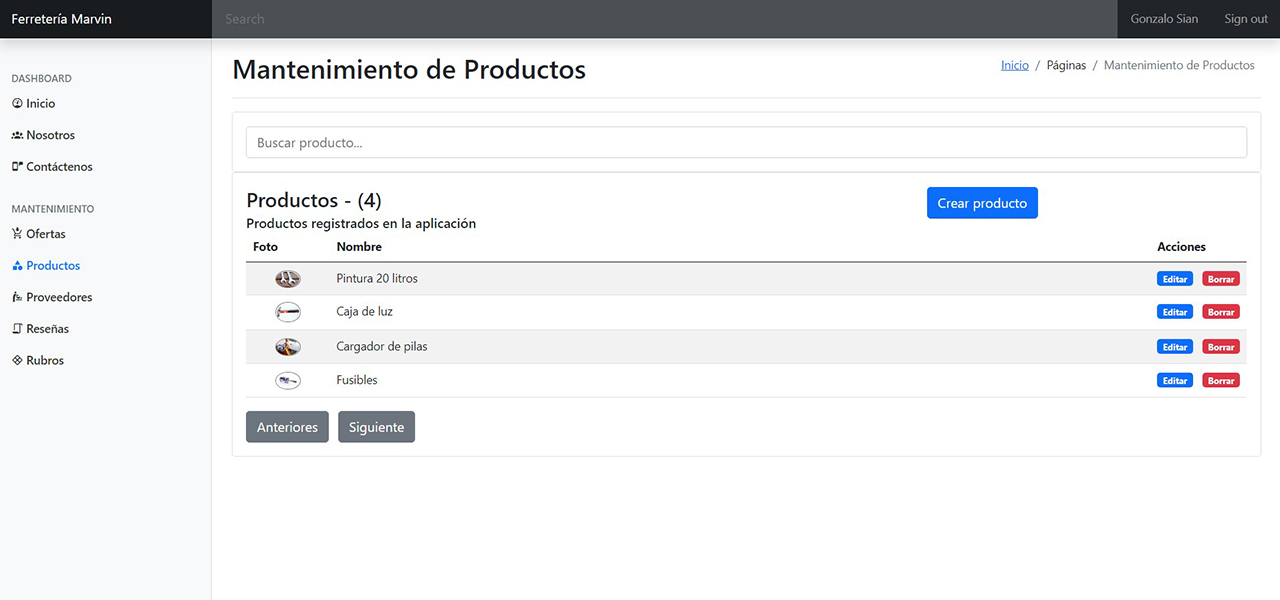 Ferretería Marvin
Search
Gonzalo Sian
Sign out
DASHBOARD
Inicio
Nosotros
Contáctenos
MANTENIMIENTO
Ofertas
Productos
Proveedores
Reseñas
Rubros
Mantenimiento de Productos
Inicio / Páginas / Mantenimiento de Productos
Buscar producto...
Productos - (4)
Crear producto
Productos registrados en la aplicación
Foto Nombre Acciones
Pintura 20 litros Editar Borrar
Caja de luz Editar Borrar
Cargador de pilas Editar Borrar
Fusibles Editar Borrar
Anteriores Siguiente